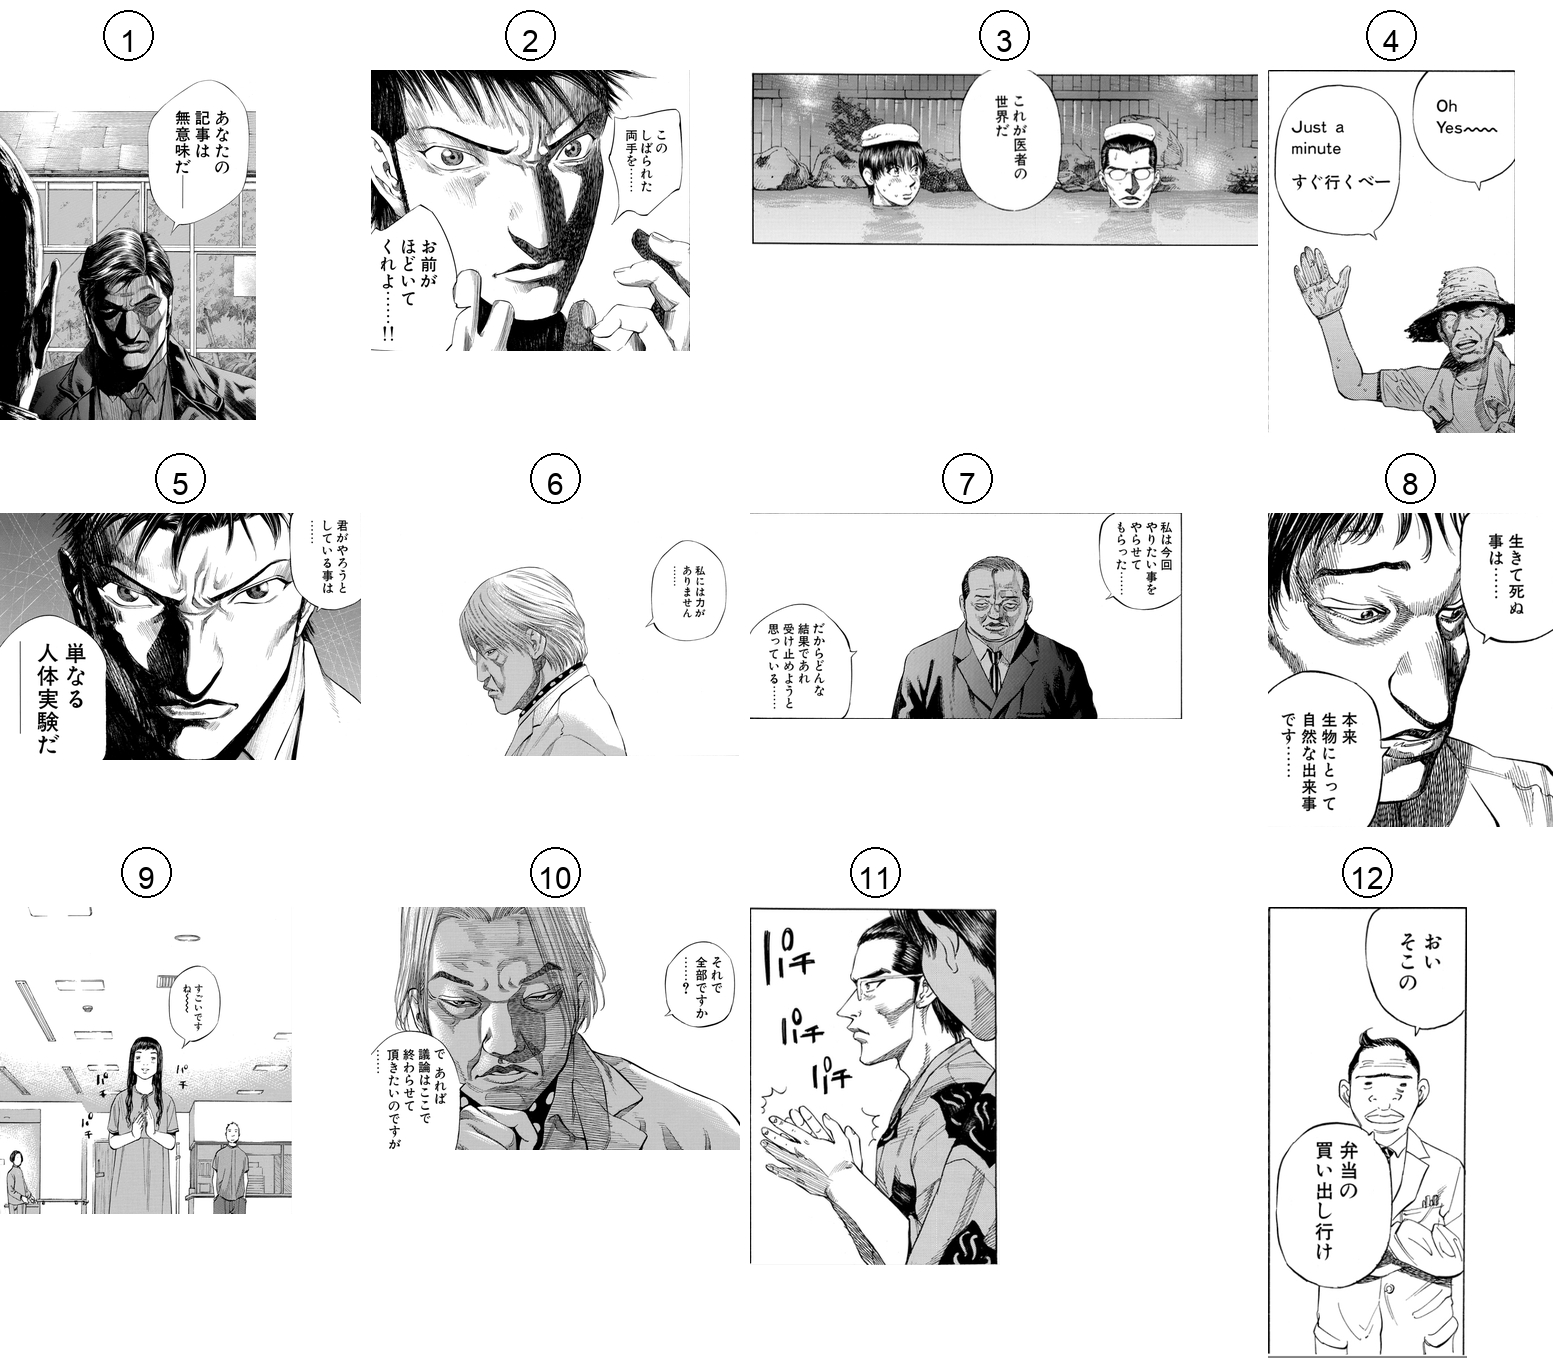 1
あなたの
記事は
無意味だ――
2
この
しばられた
両手を……
お前が
ほどいて
くれよ……!!
3
これが医者の
世界だ
4
Oh
Yes〜〜
Just a
minute
すぐ行くべー
5
君がやろうと
している事は
……
単なる
人体実験だ
――
6
私には力が
ありません
……
7
私は今回
やりたい事を
やらせて
もらった……
だからどんな
結果であれ
受け止めようと
思っている……
8
生きて死ぬ
事は……
本来
生物にとって
自然な出来事
です……
9
すごいです
ね〜〜
パチ
パチ
パチ
10
それで
全部ですか
……?
で あれば
議論はここで
終わらせて
頂きたいのですが
……
11
パチ
パチ
パチ
12
おい
そこの
弁当の
買い出し行け